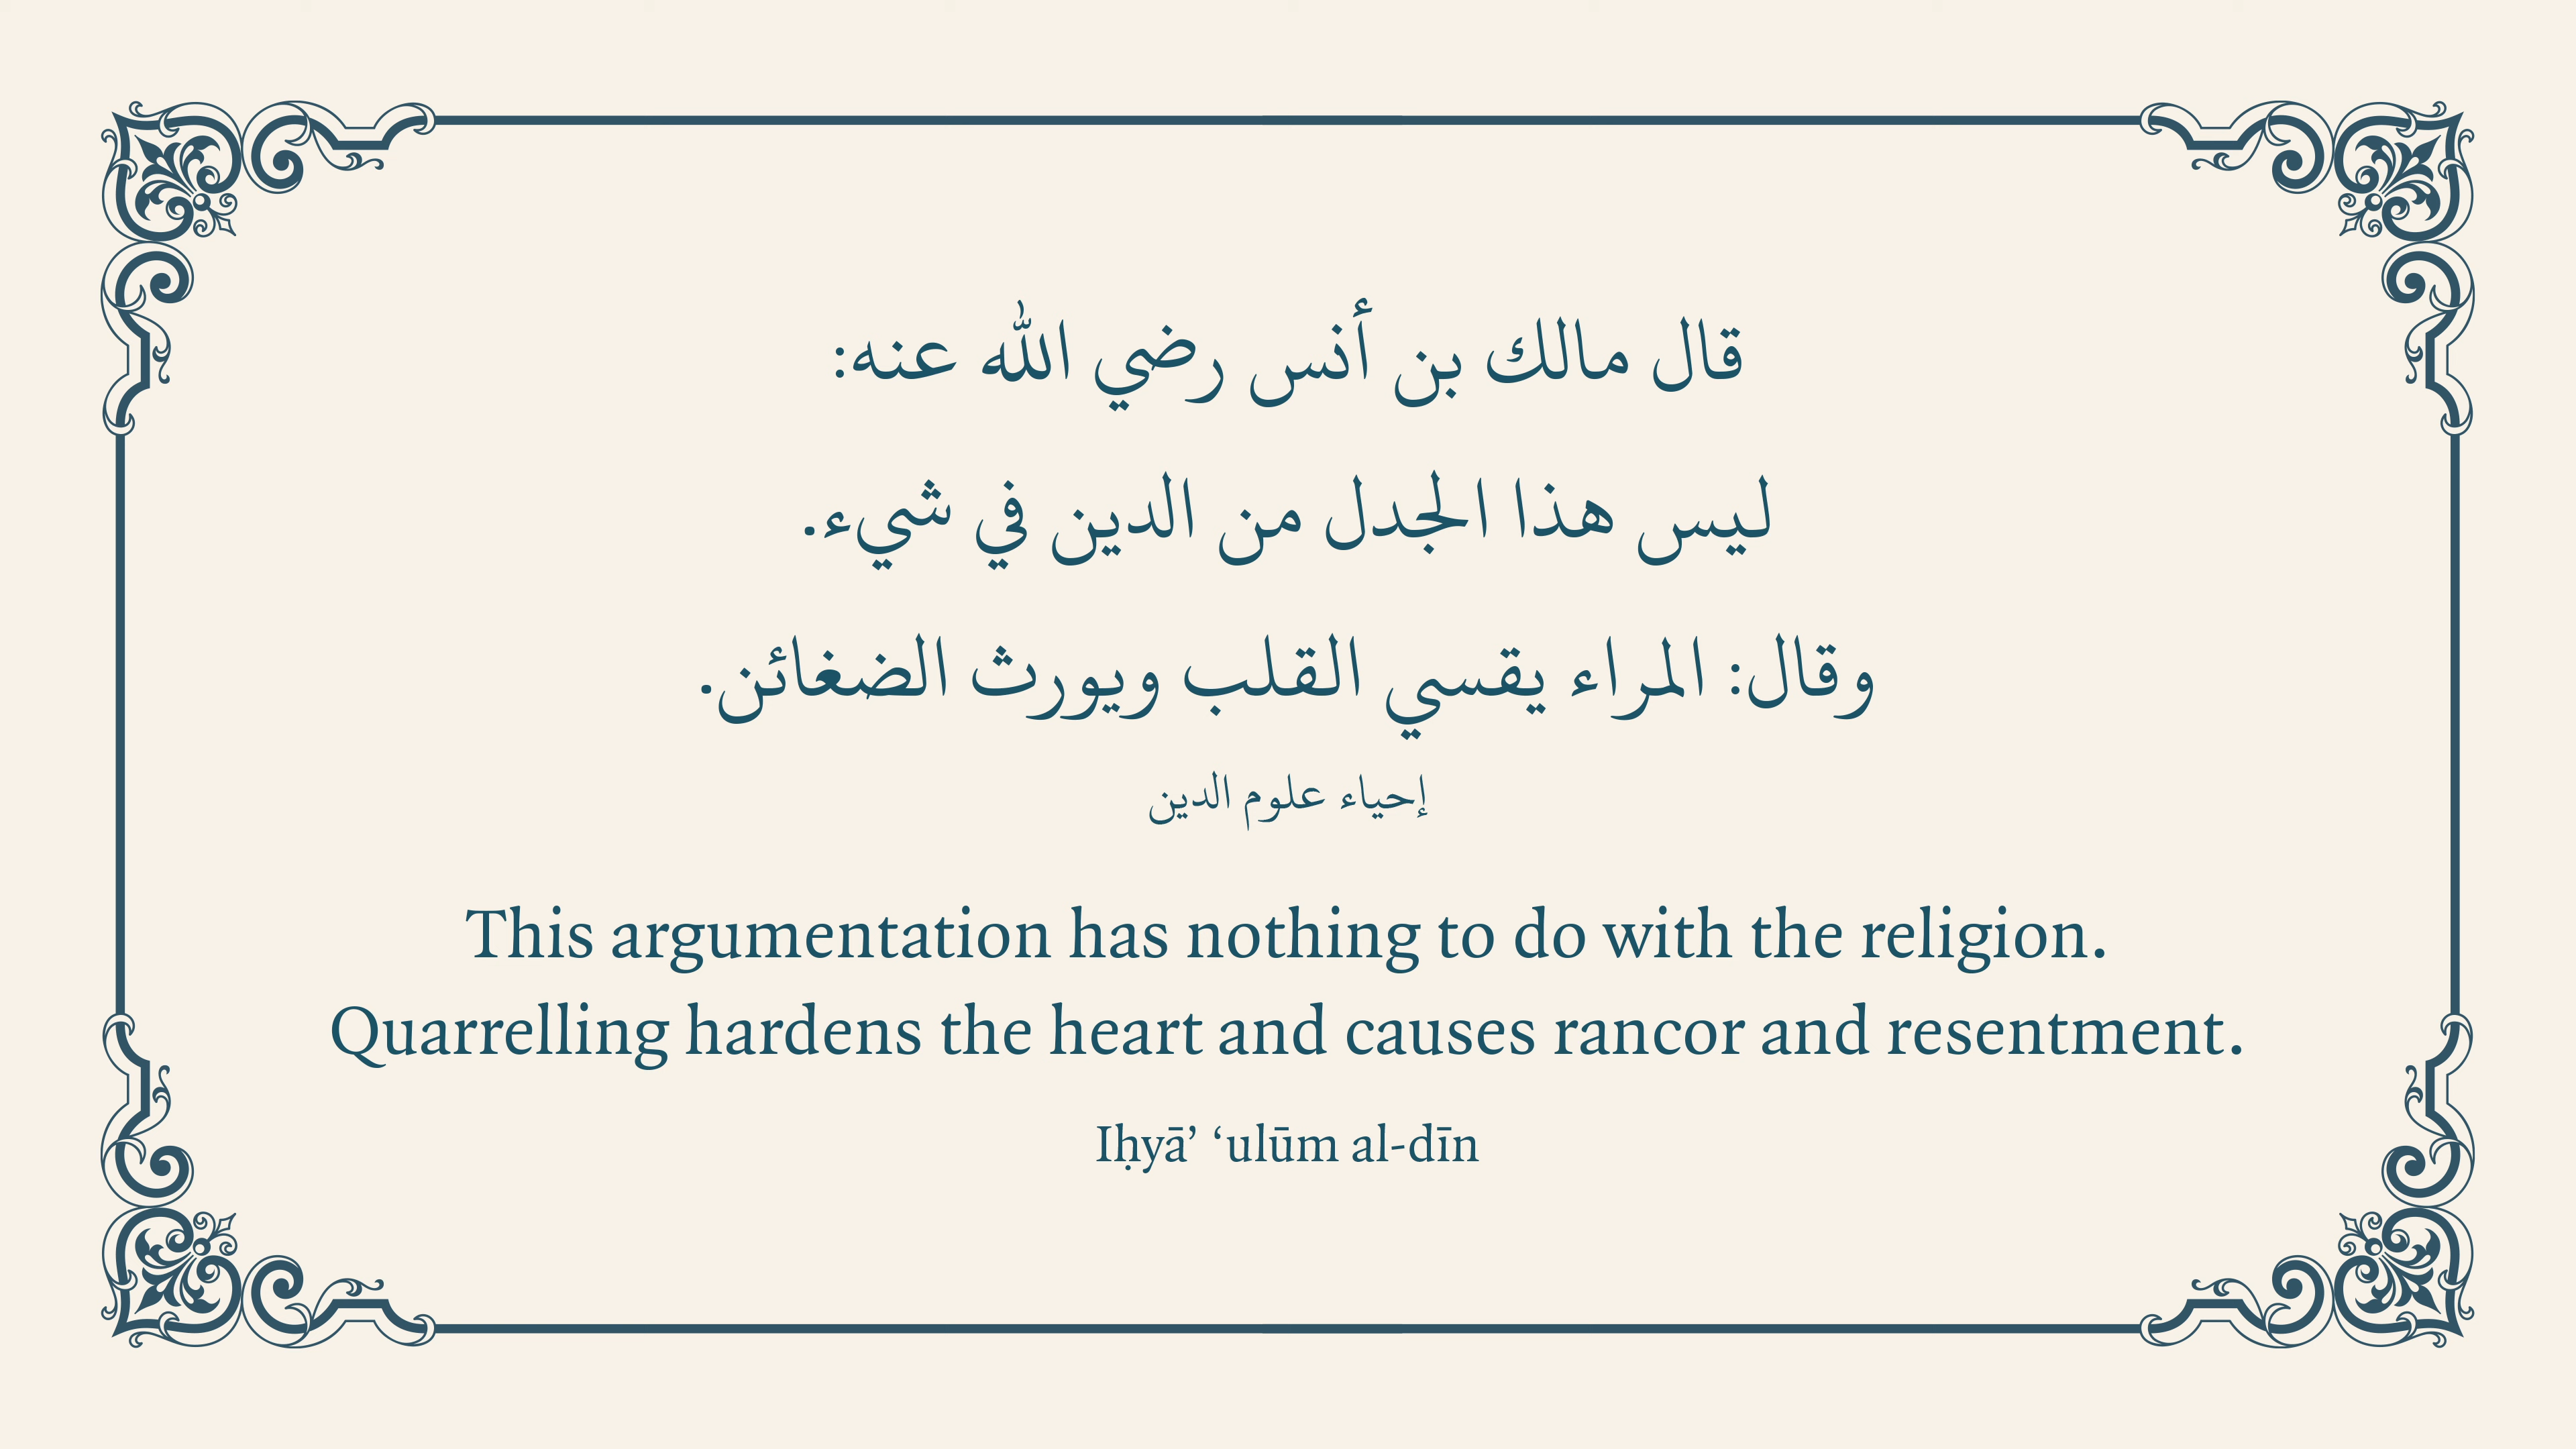 قال مالك بن أنس رضي الله عنه:
ليس هذا الجدل من الدين في شيء.
وقال: المراء يقسي القلب ويورث الضغائن.
إحياء علوم الدين
This argumentation has nothing to do with the religion.
Quarrelling hardens the heart and causes rancor and resentment.
Iḥyā’ ‘ulūm al-dīn